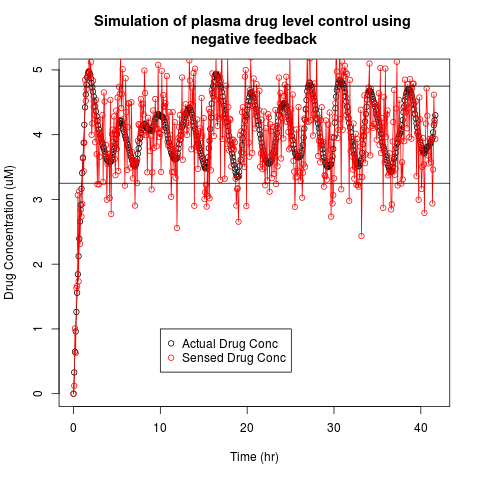 Simulation of plasma drug level control using
negative feedback
Drug Concentration (uM)
5
4
3
2
1
0
Actual Drug Conc
Sensed Drug Conc
0 10 20 30 40
Time (hr)